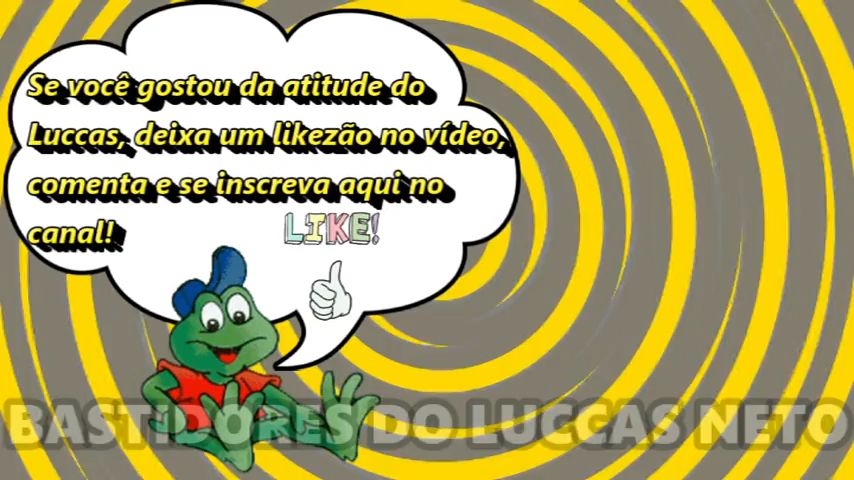 Se você gostou da atitude do
Luccas, deixa um likezão no vídeo,
comenta e se inscreva aqui no
canal!
LIKE!
BASTIDORES DO LUCCAS NETO